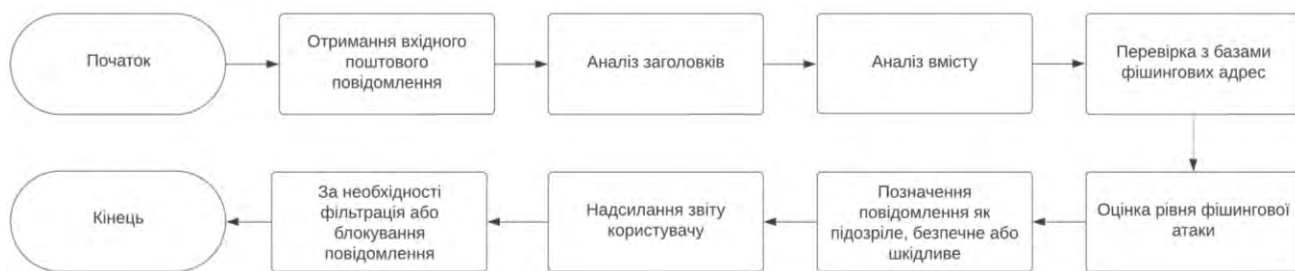 Початок
Отримання вхідного
поштового
повідомлення
Аналіз заголовків
Аналіз вмісту
Перевірка з базами
фішингових адрес
Оцінка рівня фішингової
атаки
Позначення
повідомлення як
підозріле, безпечне або
шкідливе
Надсилання звіту
користувачу
За необхідності
фільтрація або
блокування
повідомлення
Кінець